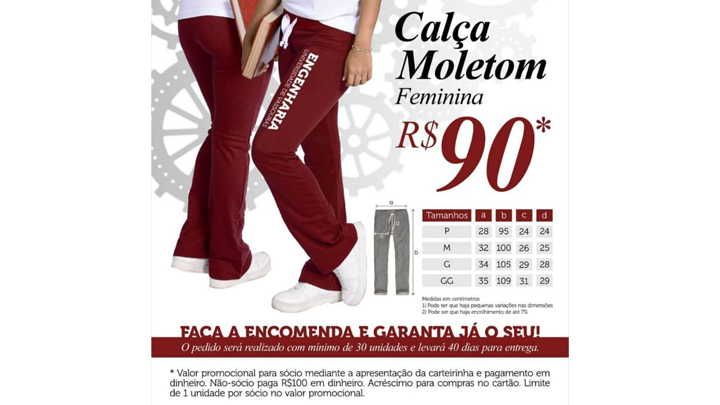 Calça
Moletom
Feminina
R$90*
ENGENHARIA
UNIVERSIDADE DE VASSOURAS
a
d
c
b
Tamanhos a b c d
P 28 95 24 24
M 32 100 26 25
G 34 105 29 28
GG 35 109 31 29
Medidas em centímetros
1) Pode ser que haja pequenas variações nas dimensões
2) Pode ser que haja encolhimento de até 7%
FAÇA A ENCOMENDA E GARANTA JÁ O SEU!
O pedido será realizado com mínimo de 30 unidades e levará 40 dias para entrega.
* Valor promocional para sócio mediante a apresentação da carteirinha e pagamento em
dinheiro. Não-sócio paga R$100 em dinheiro. Acréscimo para compras no cartão. Limite
de 1 unidade por sócio no valor promocional.